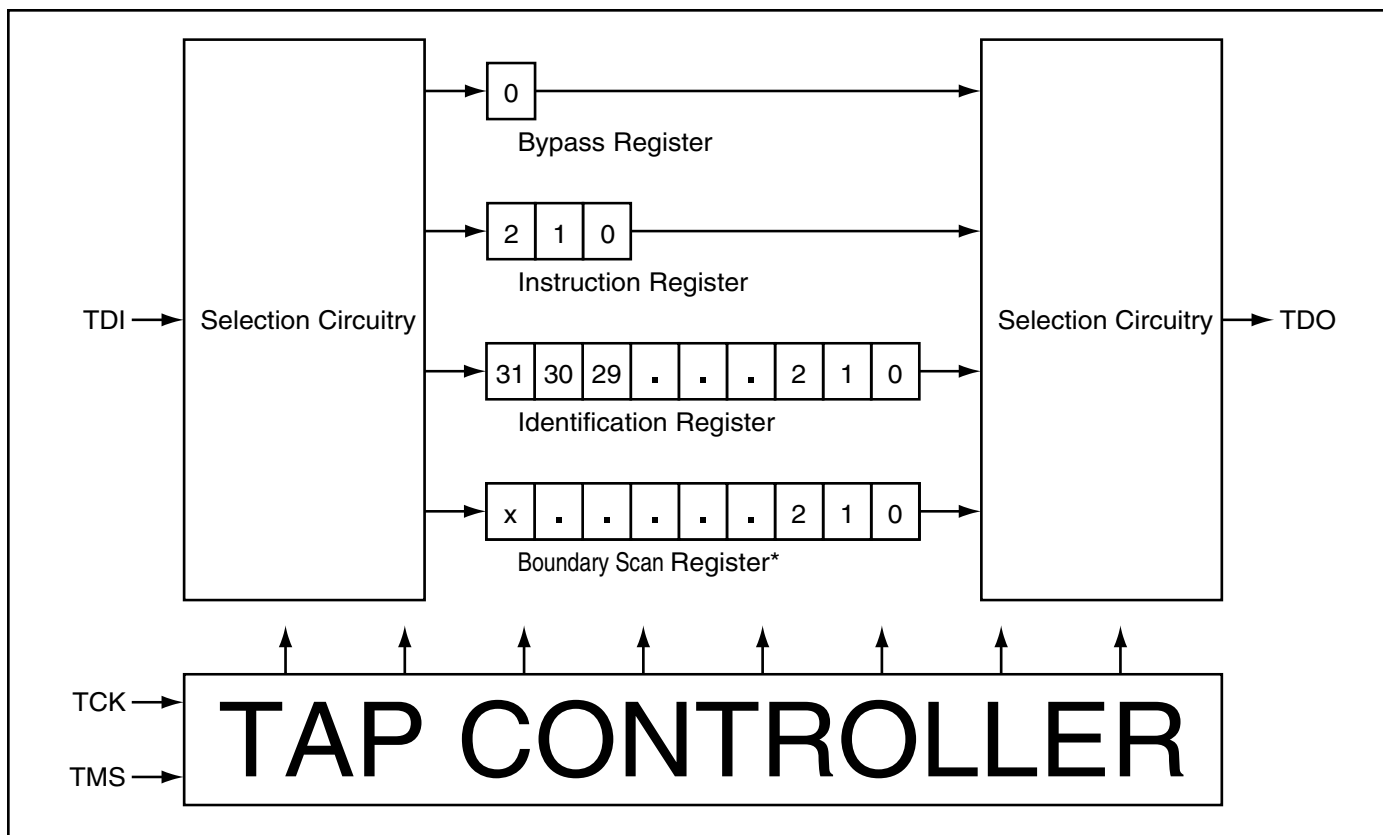 0
Bypass Register
2 1 0
Instruction Register
TDI
Selection Circuitry
Selection Circuitry
TDO
31 30 29 . . . 2 1 0
Identification Register
x . . . . . 2 1 0
Boundary Scan Register*
TCK
TAP CONTROLLER
TMS